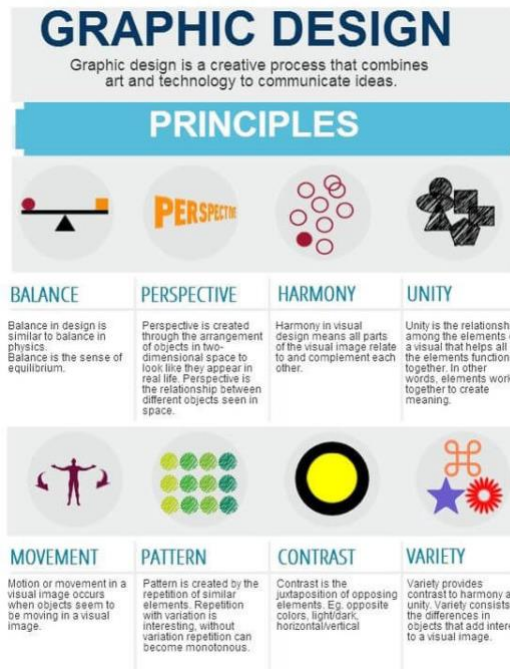 GRAPHIC DESIGN
Graphic design is a creative process that combines
art and technology to communicate ideas.
PRINCIPLES
PERSPECTIVE
BALANCE
Balance in design is
similar to balance in
physics.
Balance is the sense of
equilibrium.
PERSPECTIVE
Perspective is created
through the arrangement
of objects in two-
dimensional space to
look like they appear in
real life. Perspective is
the relationship between
different objects seen in
space.
HARMONY
Harmony in visual
design means all parts
of the visual image relate
to and complement each
other.
UNITY
Unity is the
among the elements
a visual that helps all
the elements function
together. In other
words, elements work
together to create
meaning.
MOVEMENT
Motion or movement in a
visual image occurs
when objects seem to
be moving in a visual
image.
PATTERN
Pattern is created by the
repetition of similar
elements. Repetition
with variation is
interesting, without
variation repetition can
become monotonous.
CONTRAST
Contrast is the
juxtaposition of opposing
elements. Eg. opposite
colors, light/dark,
horizontal/vertical
VARIETY
Variety provides
contrast to harmony
unity. Variety consists
the differences in
objects that add
to a visual image.